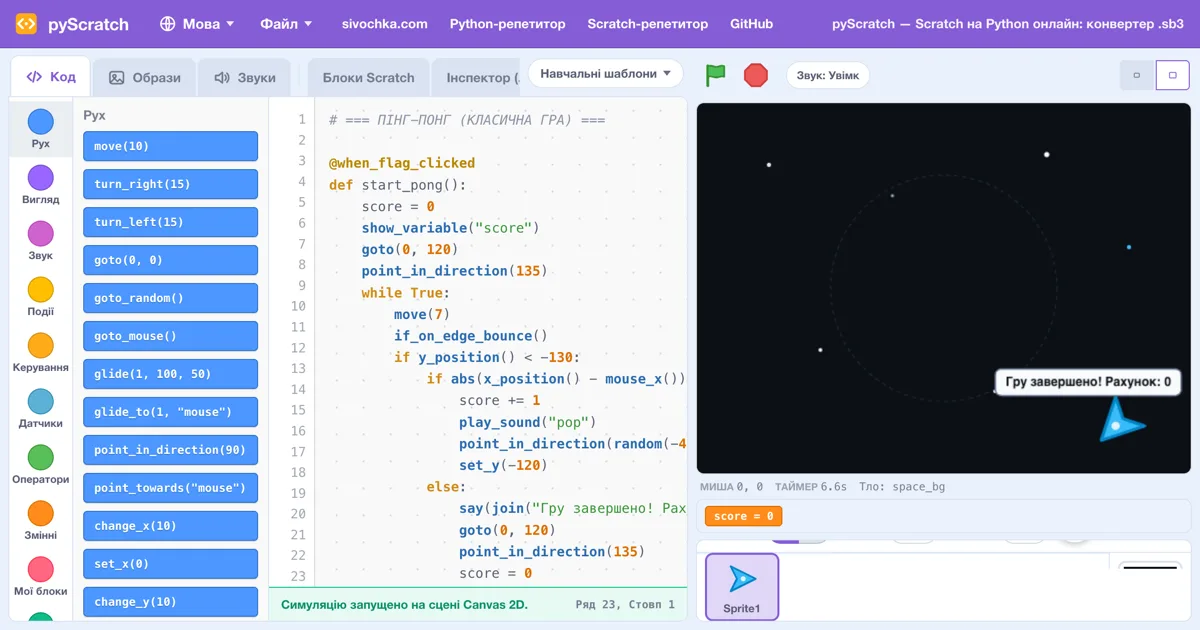 pyScratch
Мова
Файл
sivochka.com
Python-репетитор
Scratch-репетитор
GitHub
pyScratch — Scratch на Python онлайн: конвертер .sb3
Код
Образи
Звуки
Блоки Scratch
Інспектор (.
Навчальні шаблони
Звук: Увімк
Рух
Вигляд
Звук
Події
Керування
Датчики
Оператори
Змінні
Мої блоки
Рух
move(10)
turn_right(15)
turn_left(15)
goto(0, 0)
goto_random()
goto_mouse()
glide(1, 100, 50)
glide_to(1, "mouse")
point_in_direction(90)
point_towards("mouse")
change_x(10)
set_x(0)
change_y(10)
1 # === ПІНГ-ПОНГ (КЛАСИЧНА ГРА) ===
2
3 @when_flag_clicked
4 def start_pong():
5 score = 0
6 show_variable("score")
7 goto(0, 120)
8 point_in_direction(135)
9 while True:
10 move(7)
11 if_on_edge_bounce()
12 if y_position() < -130:
13 if abs(x_position() - mouse_x())
14 score += 1
15 play_sound("pop")
16 point_in_direction(random(-4
17 set_y(-120)
18 else:
19 say(join("Гру завершено! Рах
20 goto(0, 120)
21 point_in_direction(135)
22 score = 0
23
Симуляцію запущено на сцені Canvas 2D.
Ряд 23, Стовп 1
Гру завершено! Рахунок: 0
МИША 0, 0 ТАЙМЕР 6.6s Тло: space_bg
score = 0
Sprite1